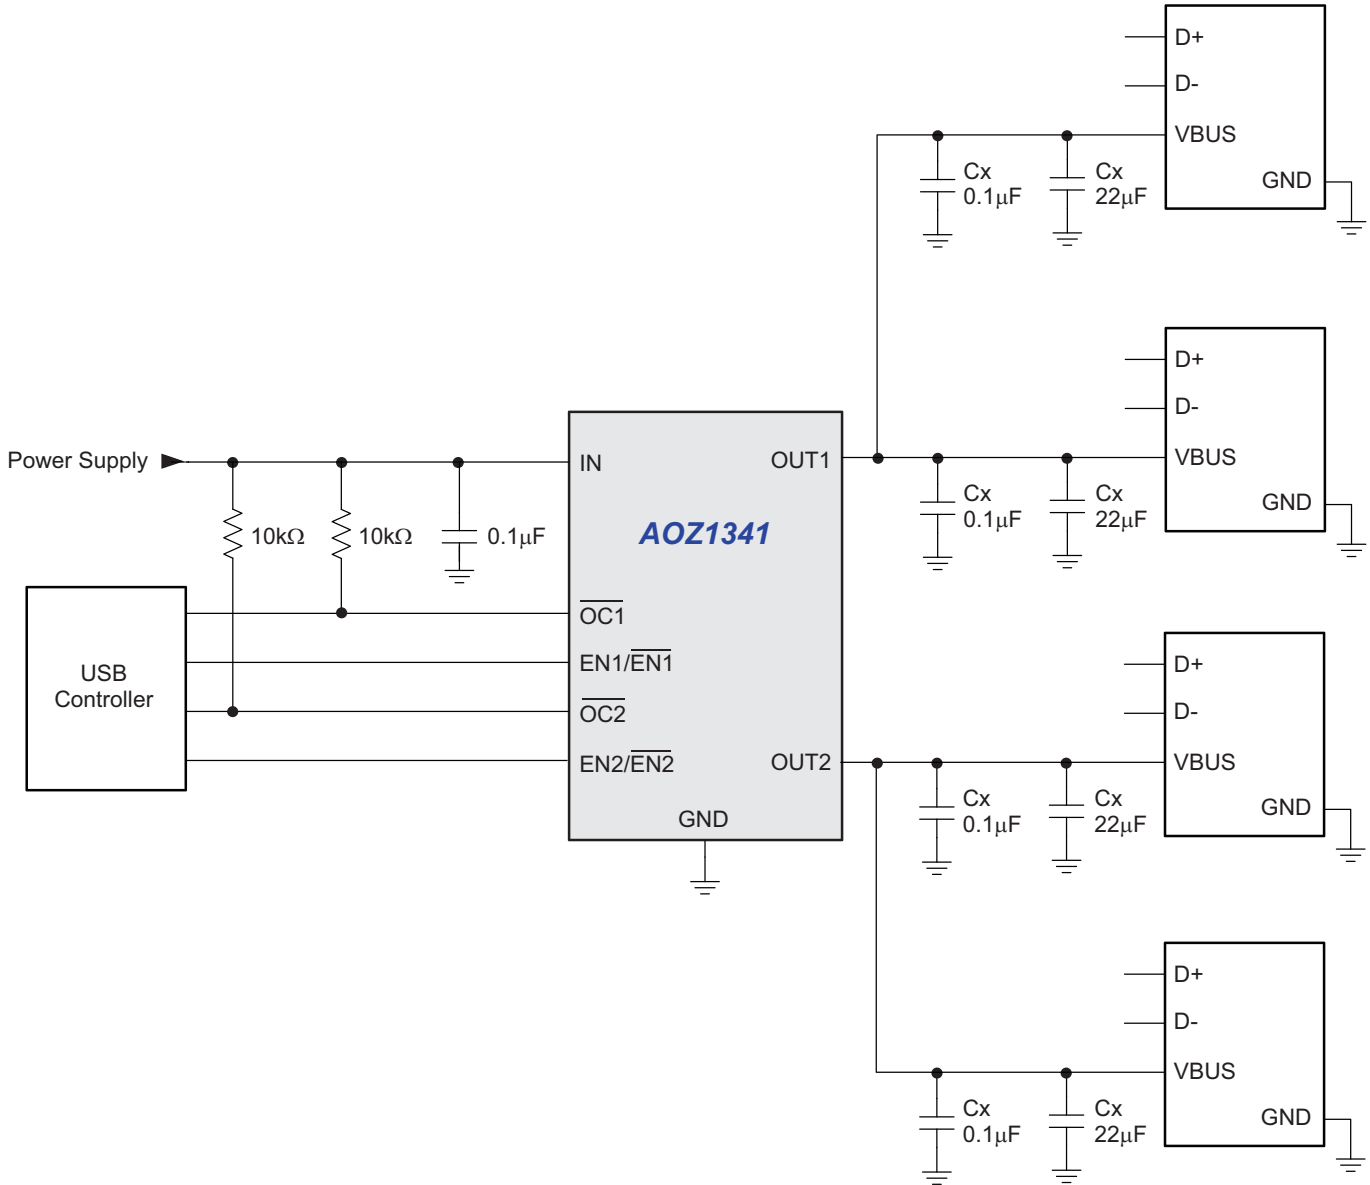 D+
D-
VBUS
GND
Cx
0.1µF
Cx
22µF
D+
D-
VBUS
GND
Cx
0.1µF
Cx
22µF
Power Supply
10kΩ
10kΩ
0.1µF
IN
OUT1
AOZ1341
OC1
EN1/EN1
OC2
EN2/EN2
OUT2
GND
USB
Controller
D+
D-
VBUS
GND
Cx
0.1µF
Cx
22µF
D+
D-
VBUS
GND
Cx
0.1µF
Cx
22µF